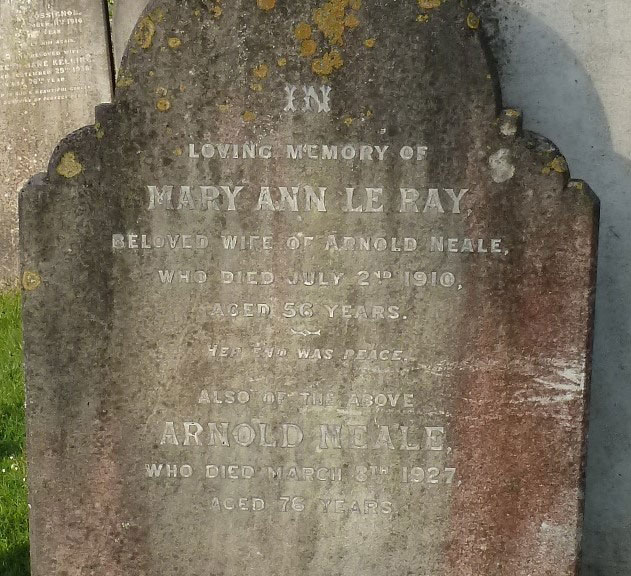 IN
LOVING MEMORY OF
MARY ANN LE RAY,
BELOVED WIFE OF ARNOLD NEALE,
WHO DIED JULY 2ND 1910,
AGED 56 YEARS.
HER END WAS PEACE.
ALSO OF THE ABOVE
ARNOLD NEALE,
WHO DIED MARCH 8TH 1927,
AGED 76 YEARS.